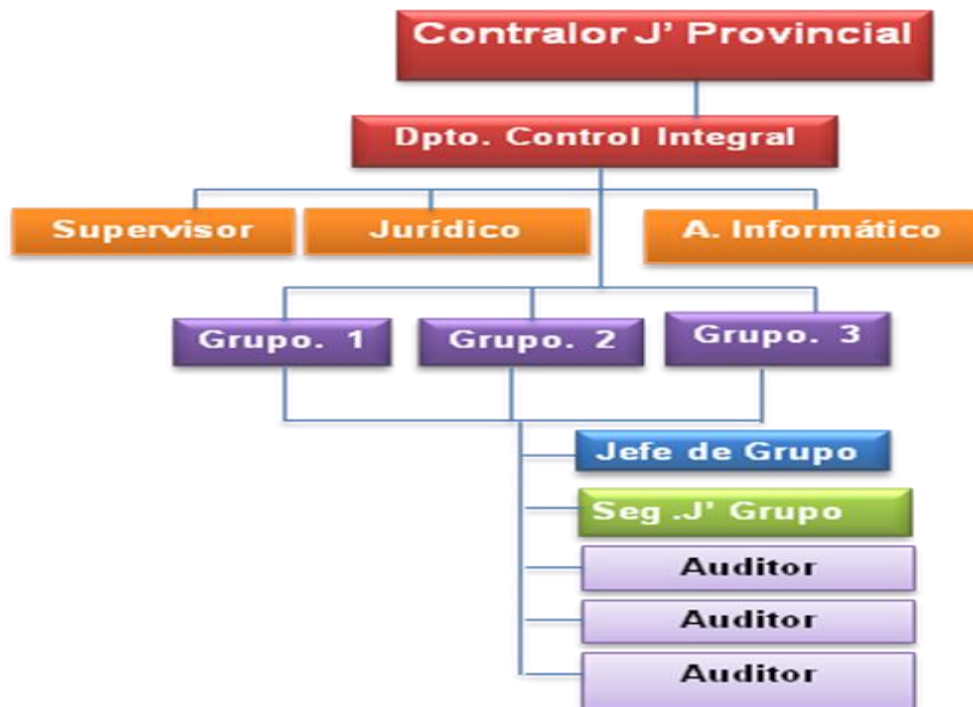 Contralor J' Provincial
Dpto. Control Integral
Supervisor
Jurídico
A. Informático
Grupo. 1
Grupo. 2
Grupo. 3
Jefe de Grupo
Seg .J' Grupo
Auditor
Auditor
Auditor